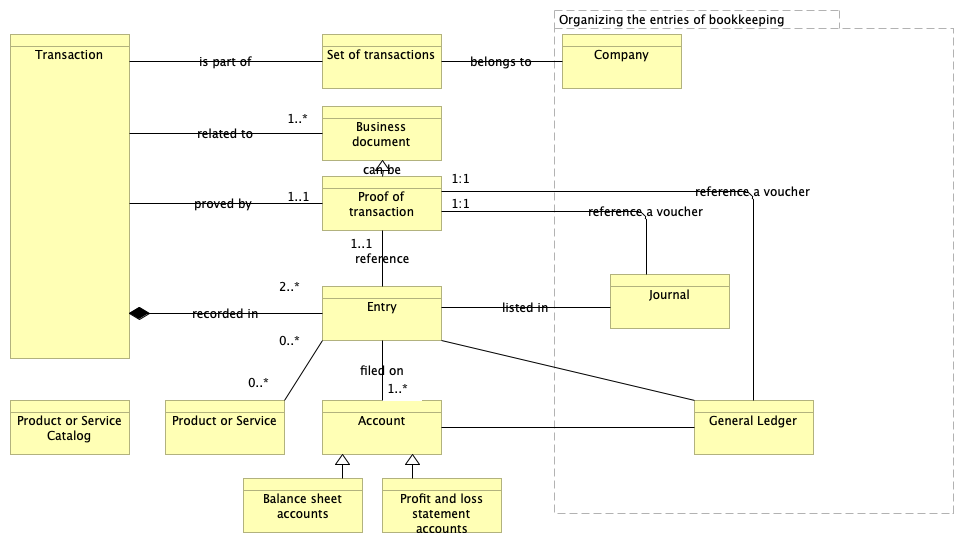 Organizing the entries of bookkeeping
Transaction
is part of
Set of transactions
belongs to
Company
related to
1..*
Business
document
can be
proved by
1..1
Proof of
transaction
1:1
reference a voucher
1:1
reference a voucher
1..1
reference
Journal
2..*
recorded in
Entry
listed in
0..*
0..*
filed on
1..*
Product or Service
Catalog
Product or Service
Account
General Ledger
Balance sheet
accounts
Profit and loss
statement
accounts